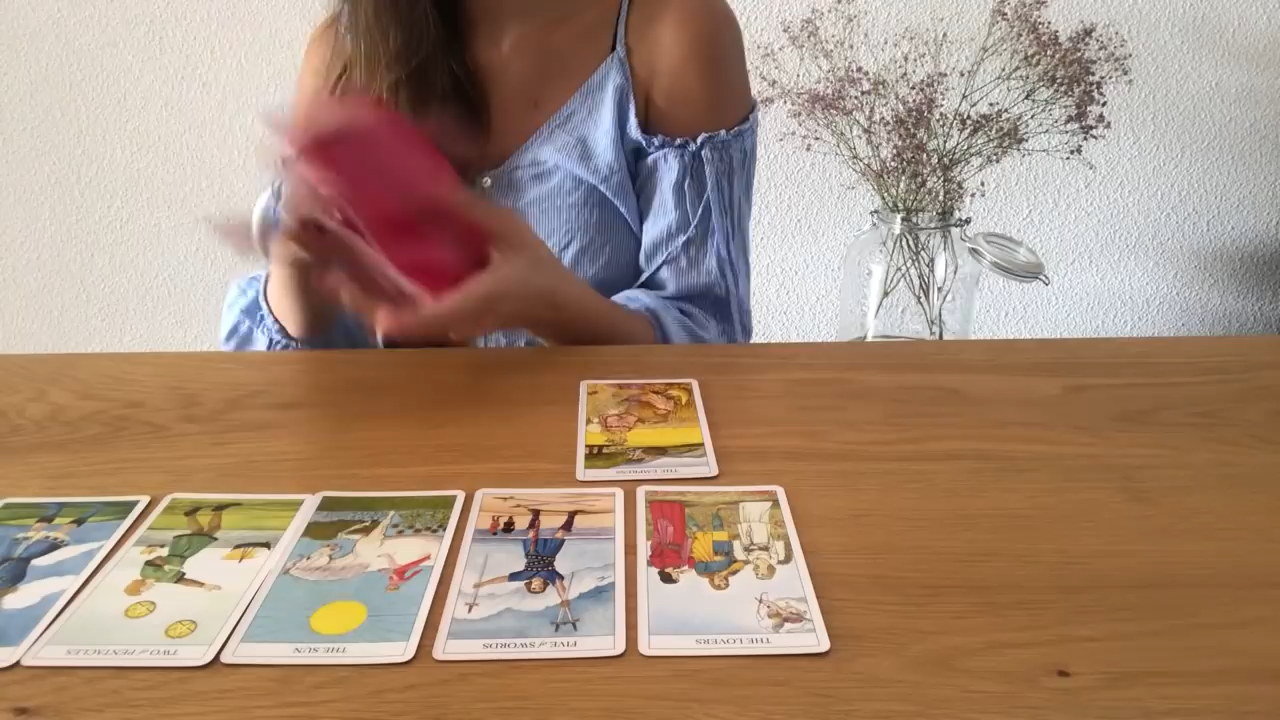 THE EMPRESS
TWO of PENTACLES
THE SUN
FIVE of SWORDS
THE LOVERS